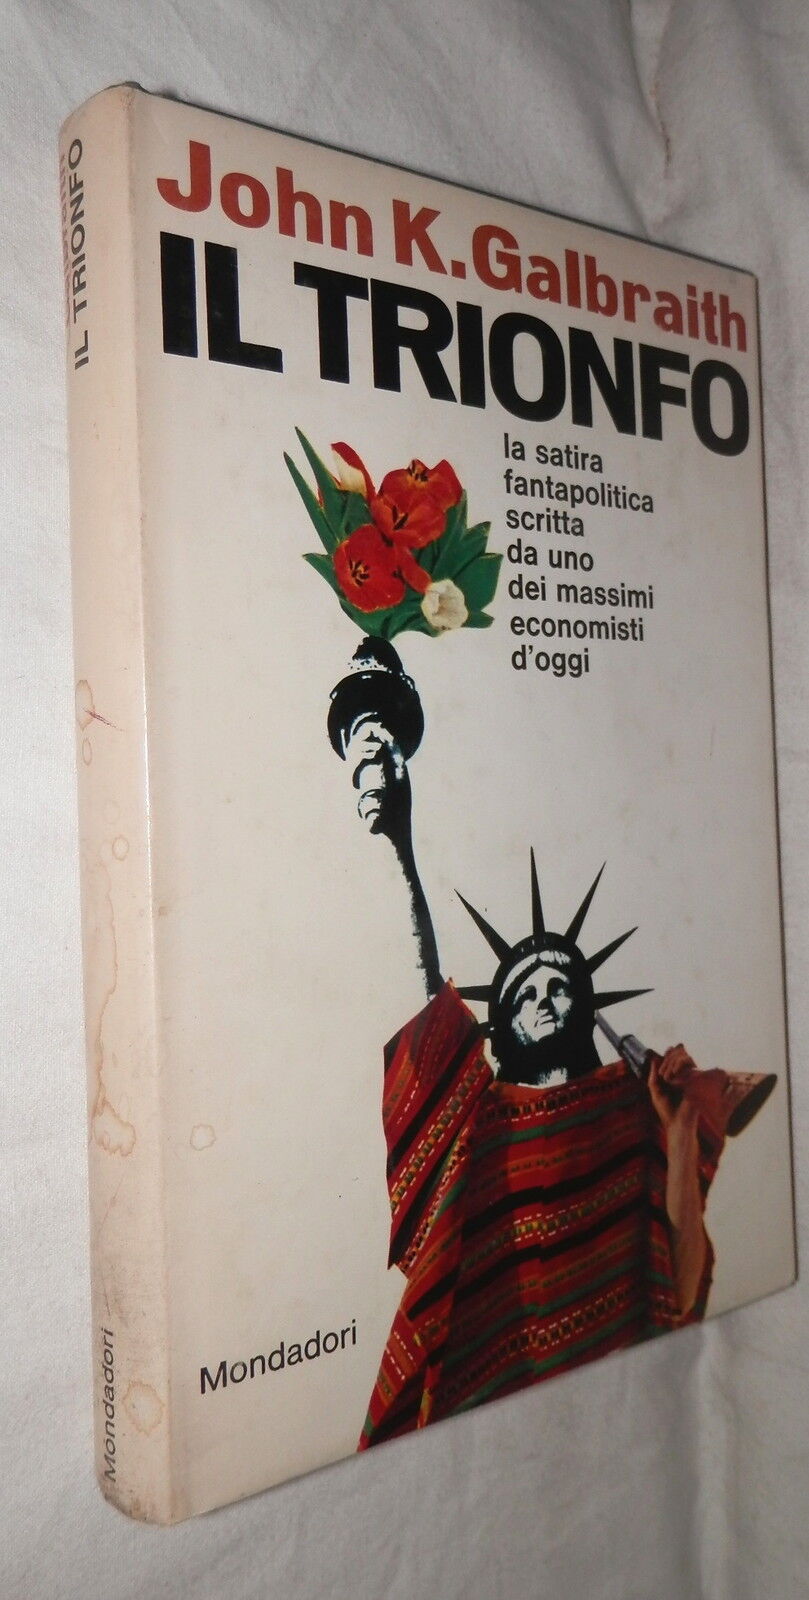 John K. Galbraith
IL TRIONFO
la satira
fantapolitica
scritta
da uno
dei massimi
economisti
d'oggi
Mondadori
IL TRIONFO
Mondadori